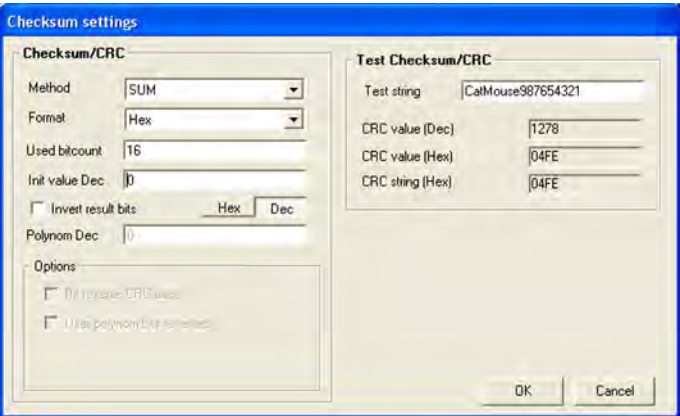 Checksum settings
Checksum/CRC
Method SUM
Format Hex
Used bitcount 16
Init value Dec 0
Invert result bits Hex Dec
Polynom Dec 0
Options
Test Checksum/CRC
Test string CatMouse987654321
CRC value (Dec) 1278
CRC value (Hex) 04FE
CRC string (Hex) 04FE
OK Cancel